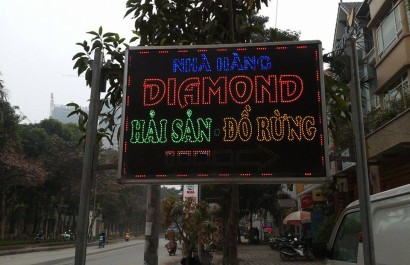 NHÀ HÀNG
DIAMOND
HẢI SẢN - ĐỒ RỪNG